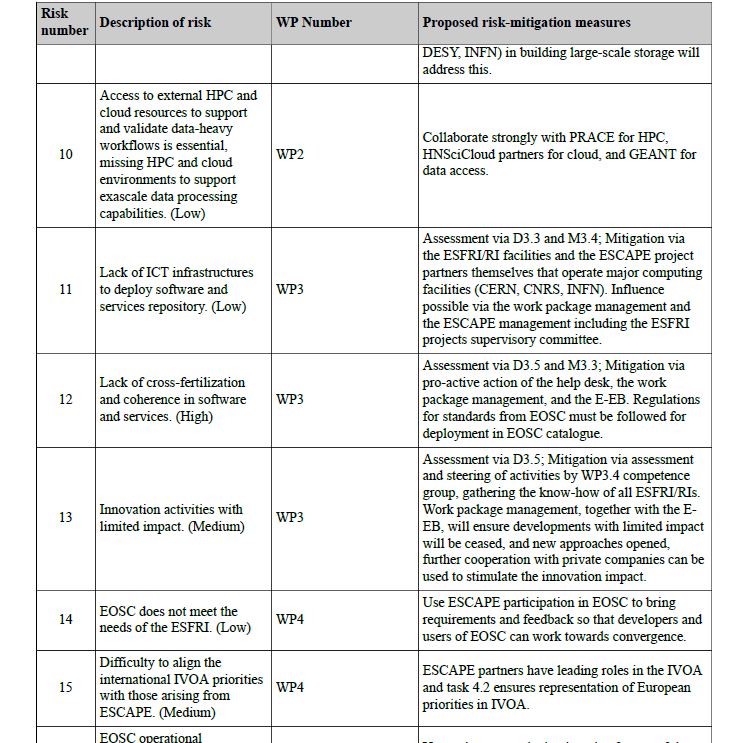 Risk number | Description of risk | WP Number | Proposed risk-mitigation measures
DESY, INFN) in building large-scale storage will
address this.
10
Access to external HPC and
cloud resources to support
and validate data-heavy
workflows is essential,
missing HPC and cloud
environments to support
exascale data processing
capabilities. (Low)
WP2
Collaborate strongly with PRACE for HPC,
HNSciCloud partners for cloud, and GEANT for
data access.
11
Lack of ICT infrastructures
to deploy software and
services repository. (Low)
WP3
Assessment via D3.3 and M3.4; Mitigation via
the ESFRI/RI facilities and the ESCAPE project
partners themselves that operate major computing
facilities (CERN, CNRS, INFN). Influence
possible via the work package management and
the ESCAPE management including the ESFRI
projects supervisory committee.
12
Lack of cross-fertilization
and coherence in software
and services. (High)
WP3
Assessment via D3.5 and M3.3; Mitigation via
pro-active action of the help desk, the work
package management, and the E-EB. Regulations
for standards from EOSC must be followed for
deployment in EOSC catalogue.
13
Innovation activities with
limited impact. (Medium)
WP3
Assessment via D3.5; Mitigation via assessment
and steering of activities by WP3.4 competence
group, gathering the know-how of all ESFRI/RIs.
Work package management, together with the E-
EB, will ensure developments with limited impact
will be ceased, and new approaches opened,
further cooperation with private companies can be
used to stimulate the innovation impact.
14
EOSC does not meet the
needs of the ESFRI. (Low)
WP4
Use ESCAPE participation in EOSC to bring
requirements and feedback so that developers and
users of EOSC can work towards convergence.
15
Difficulty to align the
international IVOA priorities
with those arising from
ESCAPE. (Medium)
WP4
ESCAPE partners have leading roles in the IVOA
and task 4.2 ensures representation of European
priorities in IVOA.
EOSC operational